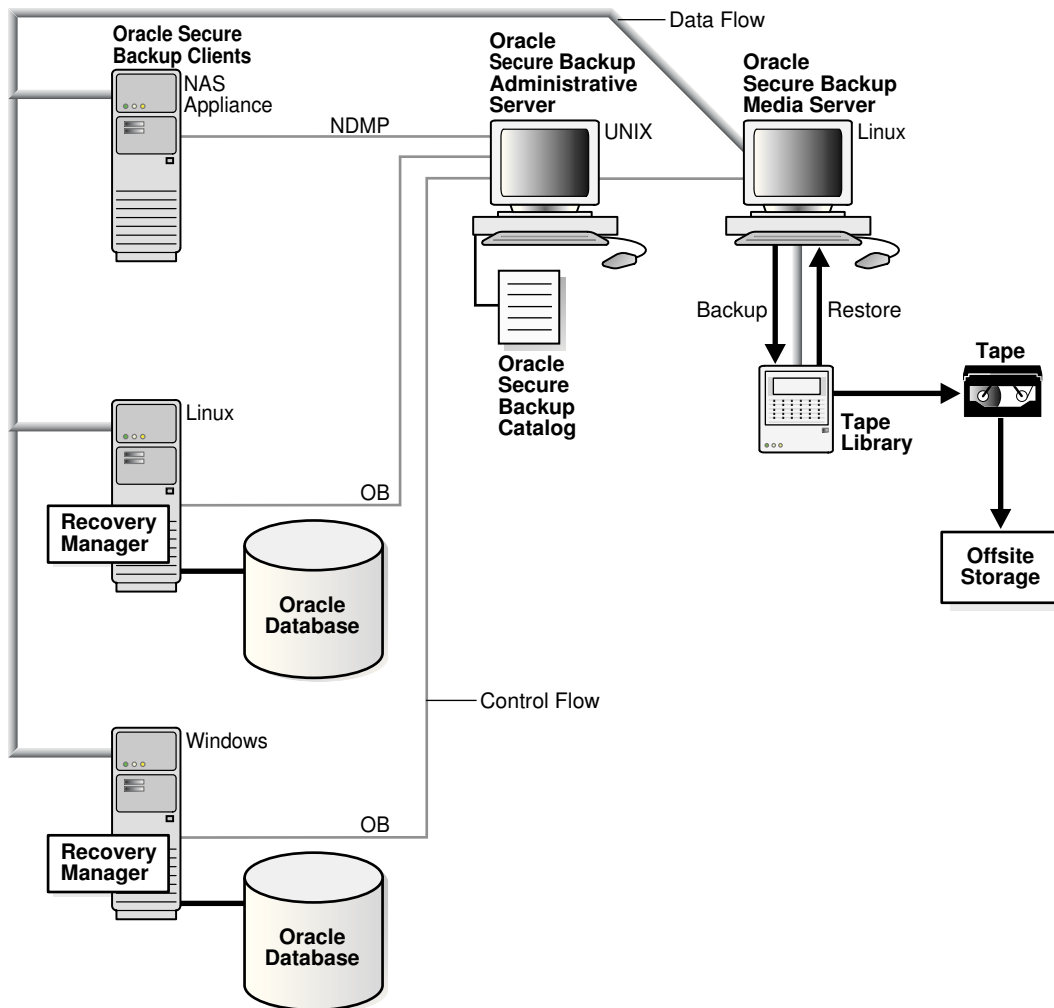 Data Flow
Oracle Secure
Backup Clients
NAS
Appliance
NDMP
Oracle
Secure Backup
Administrative
Server
UNIX
Oracle
Secure Backup
Media Server
Linux
Backup
Restore
Oracle
Secure
Backup
Catalog
Tape
Library
Tape
Offsite
Storage
Linux
OB
Recovery
Manager
Oracle
Database
Control Flow
Windows
OB
Recovery
Manager
Oracle
Database